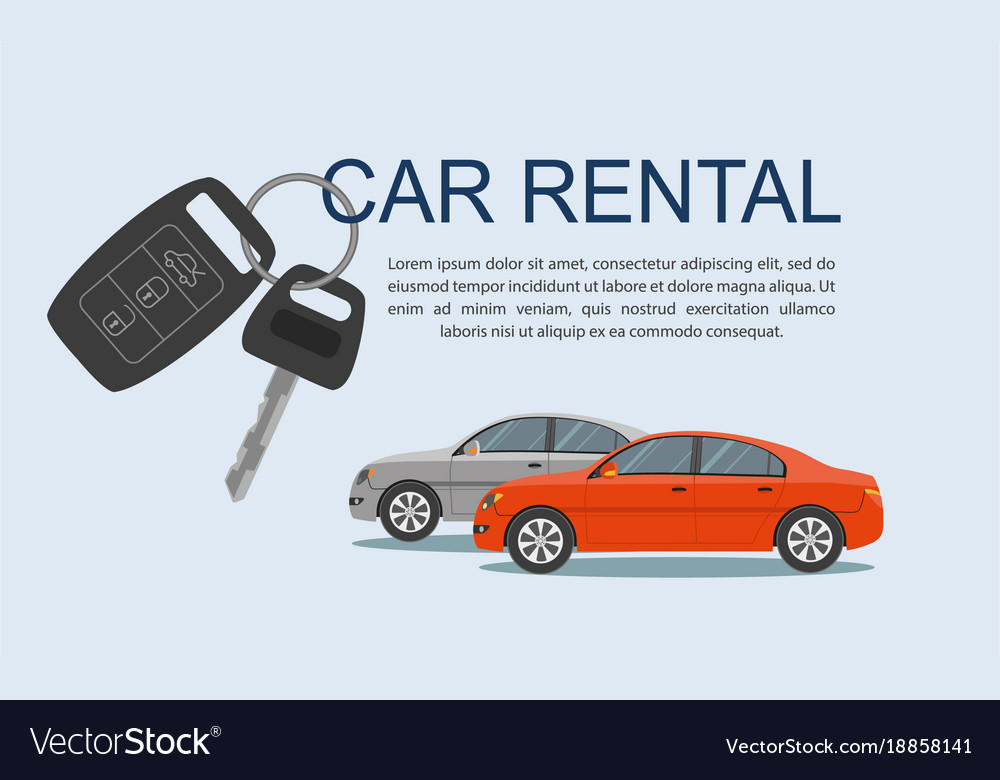 CAR RENTAL
Lorem ipsum dolor sit amet, consectetur adipiscing elit, sed do
eiusmod tempor incididunt ut labore et dolore magna aliqua. Ut
enim ad minim veniam, quis nostrud exercitation ullamco
laboris nisi ut aliquip ex ea commodo consequat.
VectorStock®
VectorStock.com/18858141